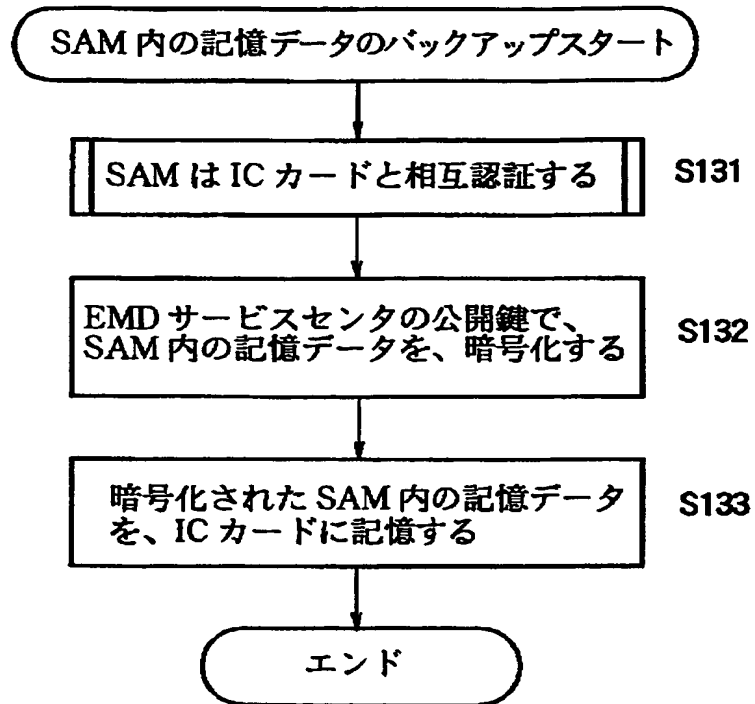 SAM 内の記憶データのバックアップスタート
SAM は IC カードと相互認証する
S131
EMD サービスセンタの公開鍵で、
SAM 内の記憶データを、暗号化する
S132
暗号化された SAM 内の記憶データ
を、IC カードに記憶する
S133
エンド